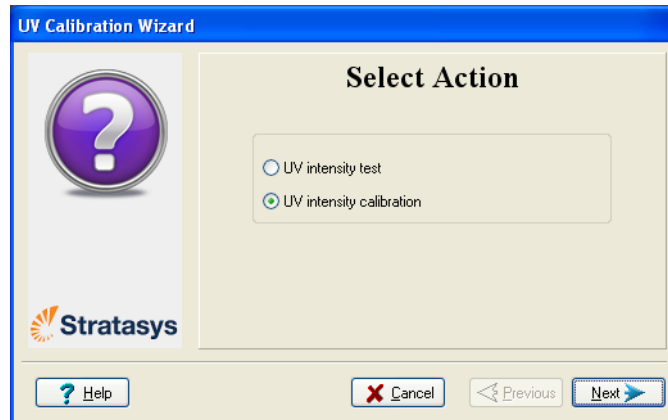 UV Calibration Wizard
Select Action
UV intensity test
UV intensity calibration
Stratasys
? Help
Cancel
Previous
Next